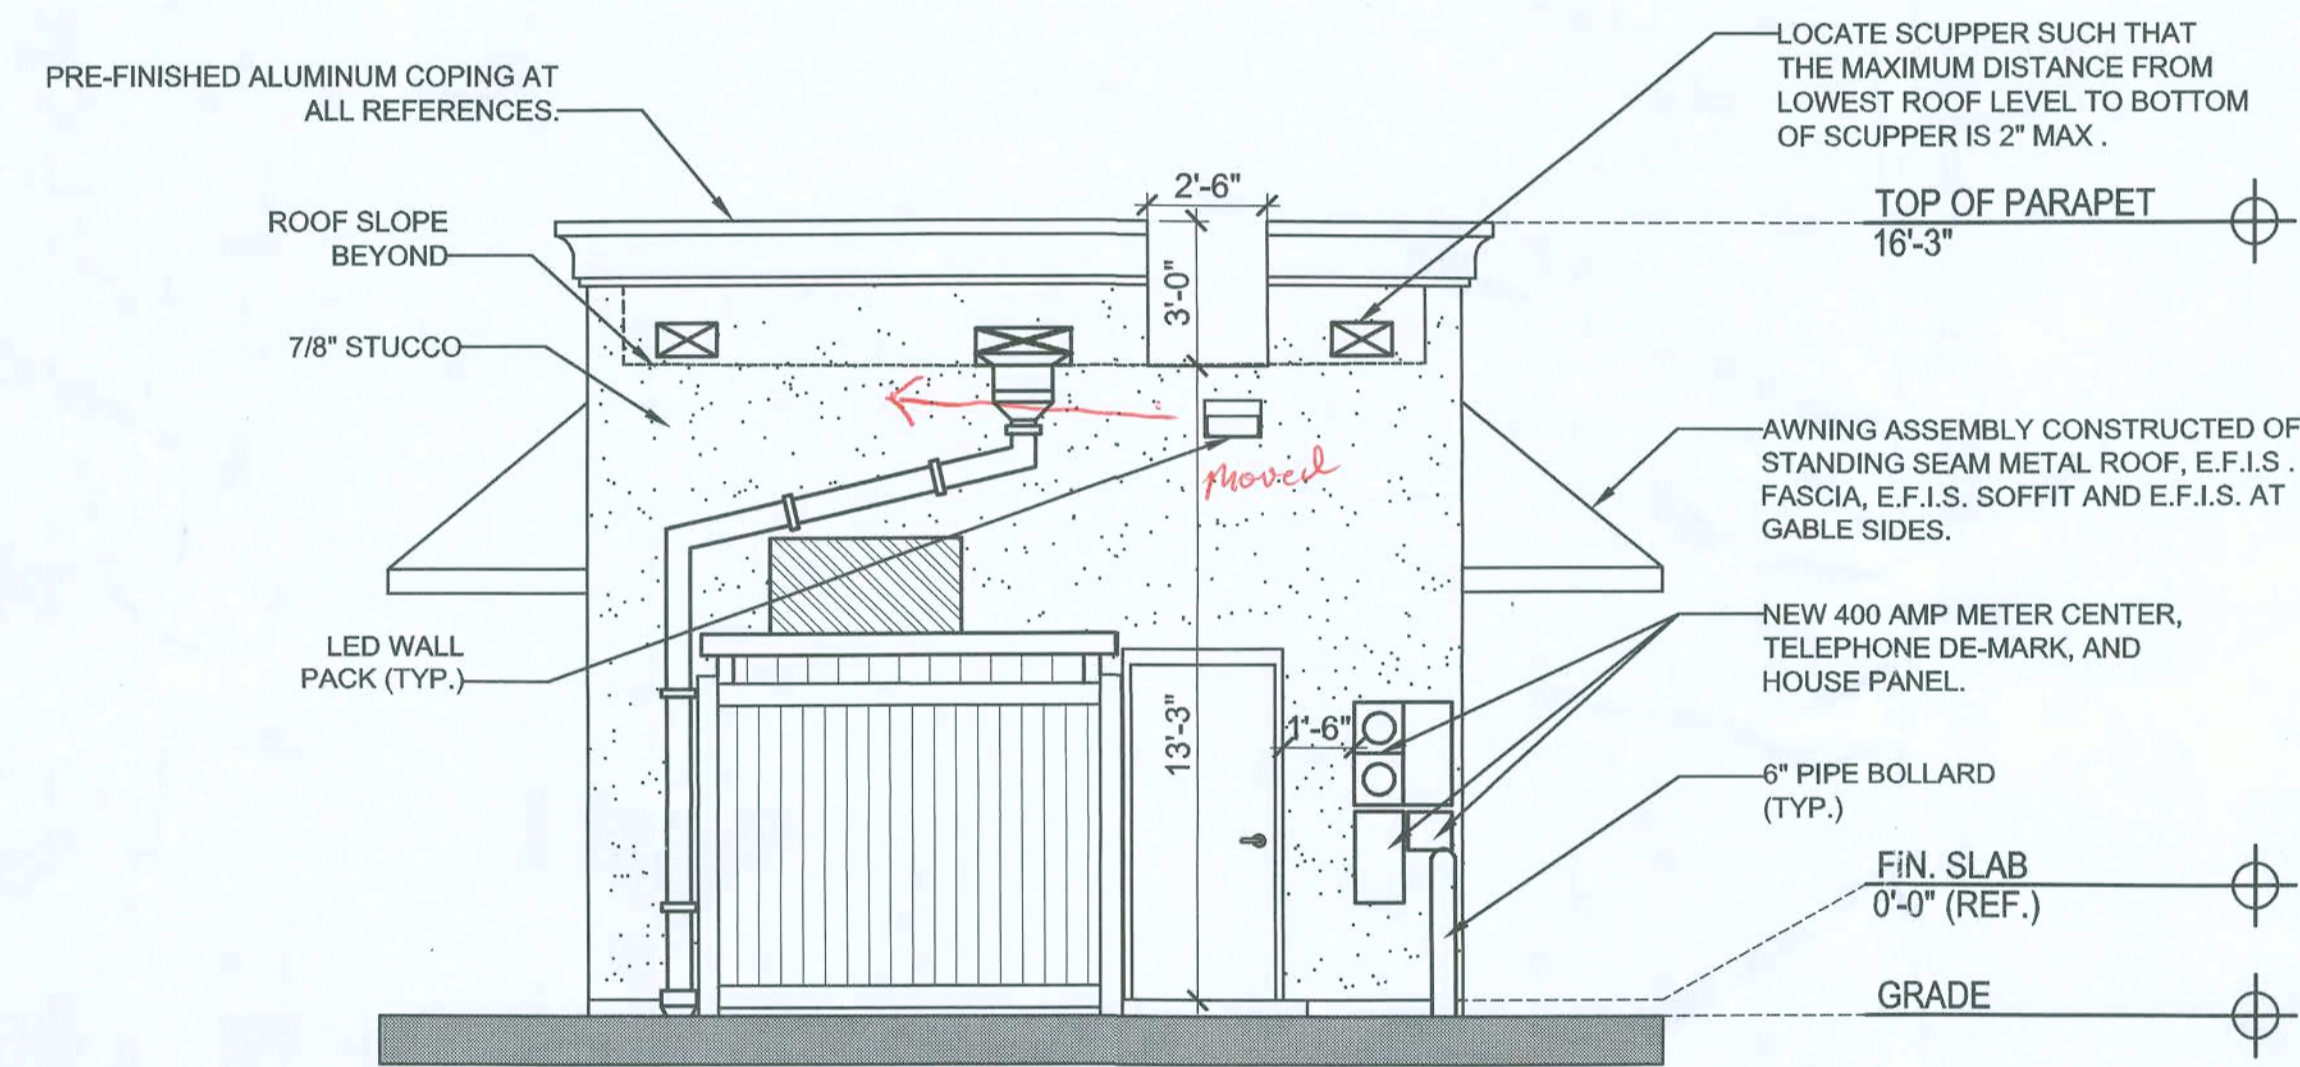 PRE-FINISHED ALUMINUM COPING AT
ALL REFERENCES.
ROOF SLOPE
BEYOND
7/8" STUCCO
LED WALL
PACK (TYP.)
2'-6"
3'-0"
Moved
13'-3"
1'-6"
LOCATE SCUPPER SUCH THAT
THE MAXIMUM DISTANCE FROM
LOWEST ROOF LEVEL TO BOTTOM
OF SCUPPER IS 2" MAX .
TOP OF PARAPET
16'-3"
AWNING ASSEMBLY CONSTRUCTED OF
STANDING SEAM METAL ROOF, E.F.I.S .
FASCIA, E.F.I.S. SOFFIT AND E.F.I.S. AT
GABLE SIDES.
NEW 400 AMP METER CENTER,
TELEPHONE DE-MARK, AND
HOUSE PANEL.
6" PIPE BOLLARD
(TYP.)
FIN. SLAB
0'-0" (REF.)
GRADE